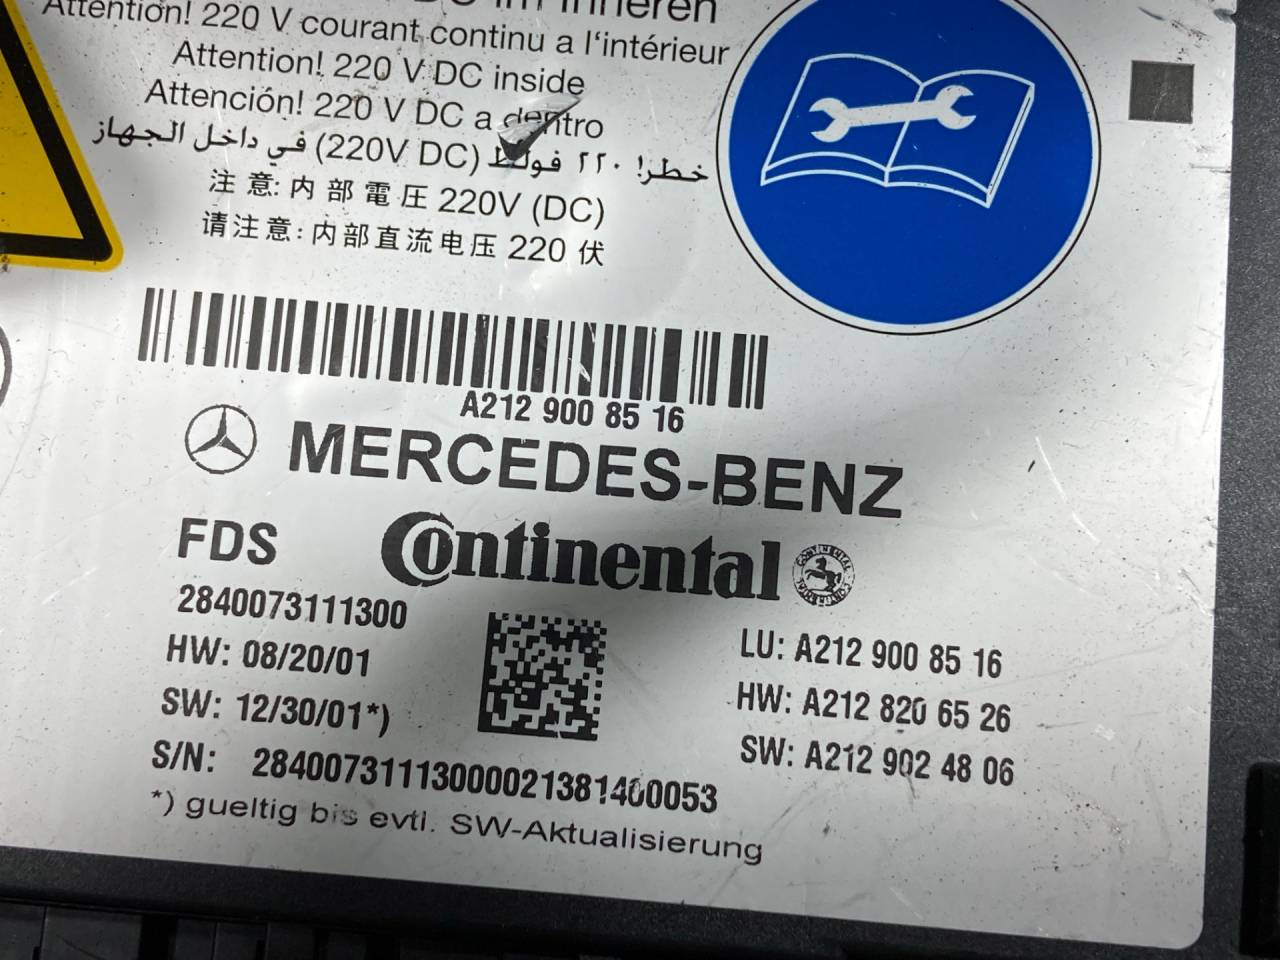 Attention! 220 V courant continu a l'intérieur
Attention! 220 V DC inside
Attención! 220 V DC a dentro
خطر! ٢٢٠ فولط (220V DC) في داخل الجهاز
注意: 内部電圧 220V (DC)
请注意: 内部直流电压 220 伏
A212 900 85 16
MERCEDES-BENZ
FDS
Continental
CONTINENTAL
2840073111300
HW: 08/20/01
SW: 12/30/01*)
S/N: 28400731113000021381400053
*) gueltig bis evtl. SW-Aktualisierung
LU: A212 900 85 16
HW: A212 820 65 26
SW: A212 902 48 06